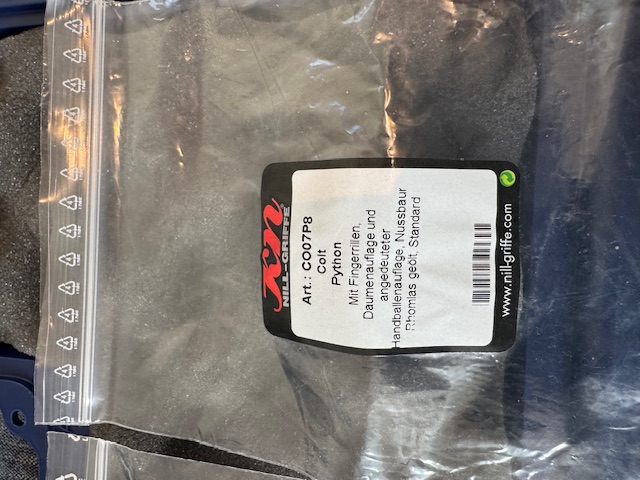 NILL-GRIFFE®
Art.: CO07P8
Colt
Python
Mit Fingerrillen,
Daumenauflage und
angedeuteter
Handballenauflage, Nussbaum
Rhomlas geölt, Standard
www.nill-griffe.com